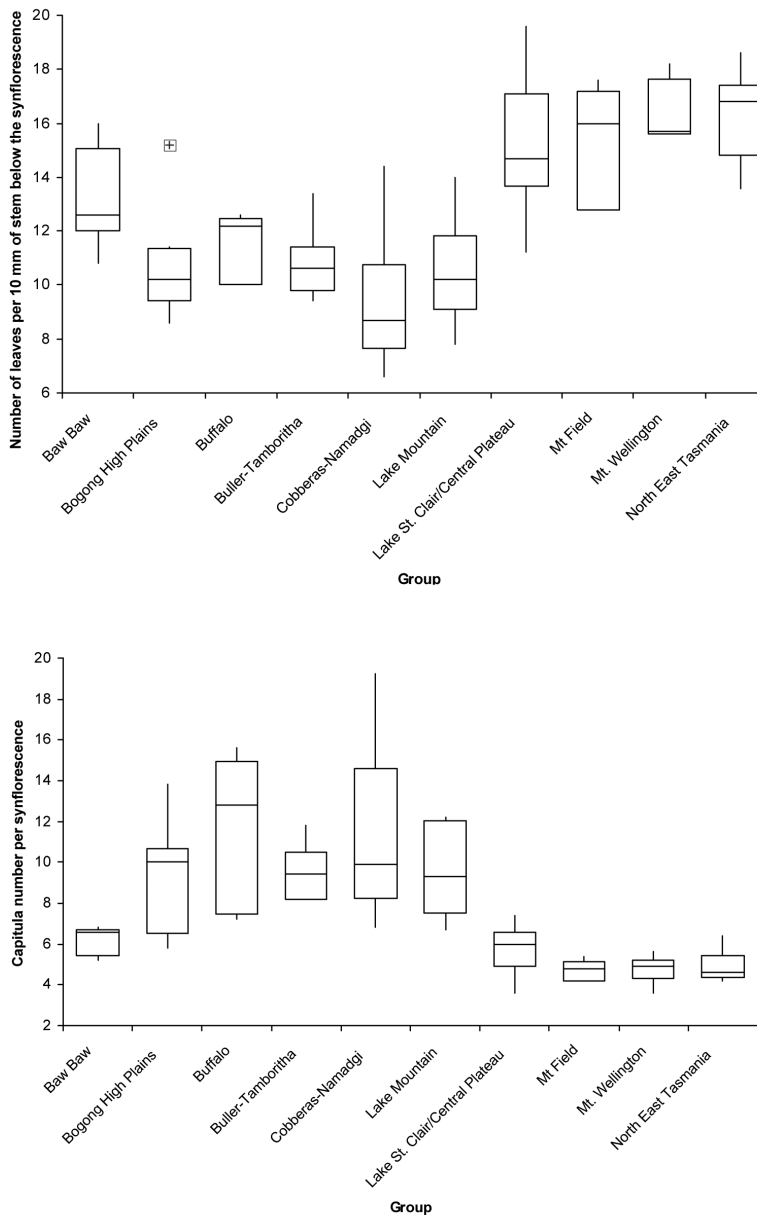 Number of leaves per 10 mm of stem below the synflorescence
20
18
16
14
12
10
8
6
Baw Baw
Bogong High Plains
Buffalo
Buller-Tamboritha
Cobberas-Namadgi
Lake Mountain
Lake St. Clair/Central Plateau
Mt Field
Mt. Wellington
North East Tasmania
Group
Capitula number per synflorescence
20
18
16
14
12
10
8
6
4
2
Baw Baw
Bogong High Plains
Buffalo
Buller-Tamboritha
Cobberas-Namadgi
Lake Mountain
Lake St. Clair/Central Plateau
Mt Field
Mt. Wellington
North East Tasmania
Group